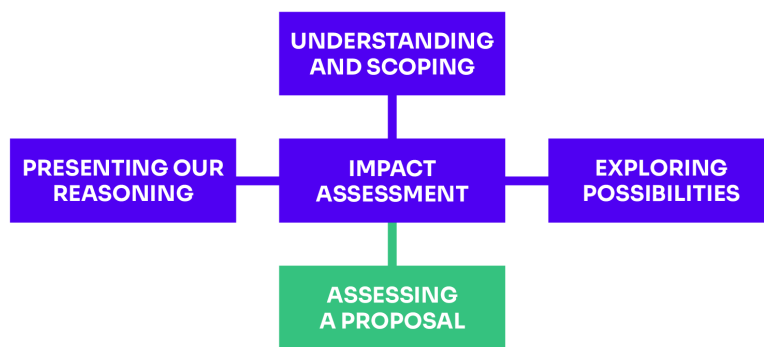 UNDERSTANDING
AND SCOPING
PRESENTING OUR
REASONING
IMPACT
ASSESSMENT
EXPLORING
POSSIBILITIES
ASSESSING
A PROPOSAL